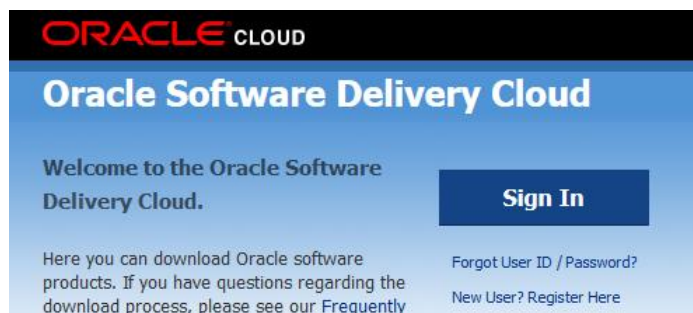 ORACLE CLOUD
Oracle Software Delivery Cloud
Welcome to the Oracle Software
Delivery Cloud.
Sign In
Here you can download Oracle software
products. If you have questions regarding the
download process, please see our Frequently
Forgot User ID / Password?
New User? Register Here